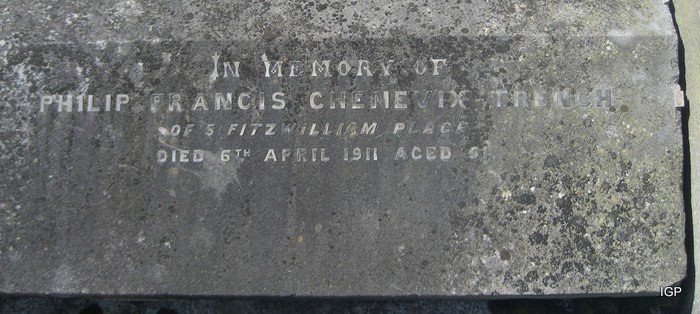 IN MEMORY OF
PHILIP FRANCIS CHENEVIX-TRENCH
OF 5 FITZWILLIAM PLACE
DIED 6TH APRIL 1911 AGED
IGP